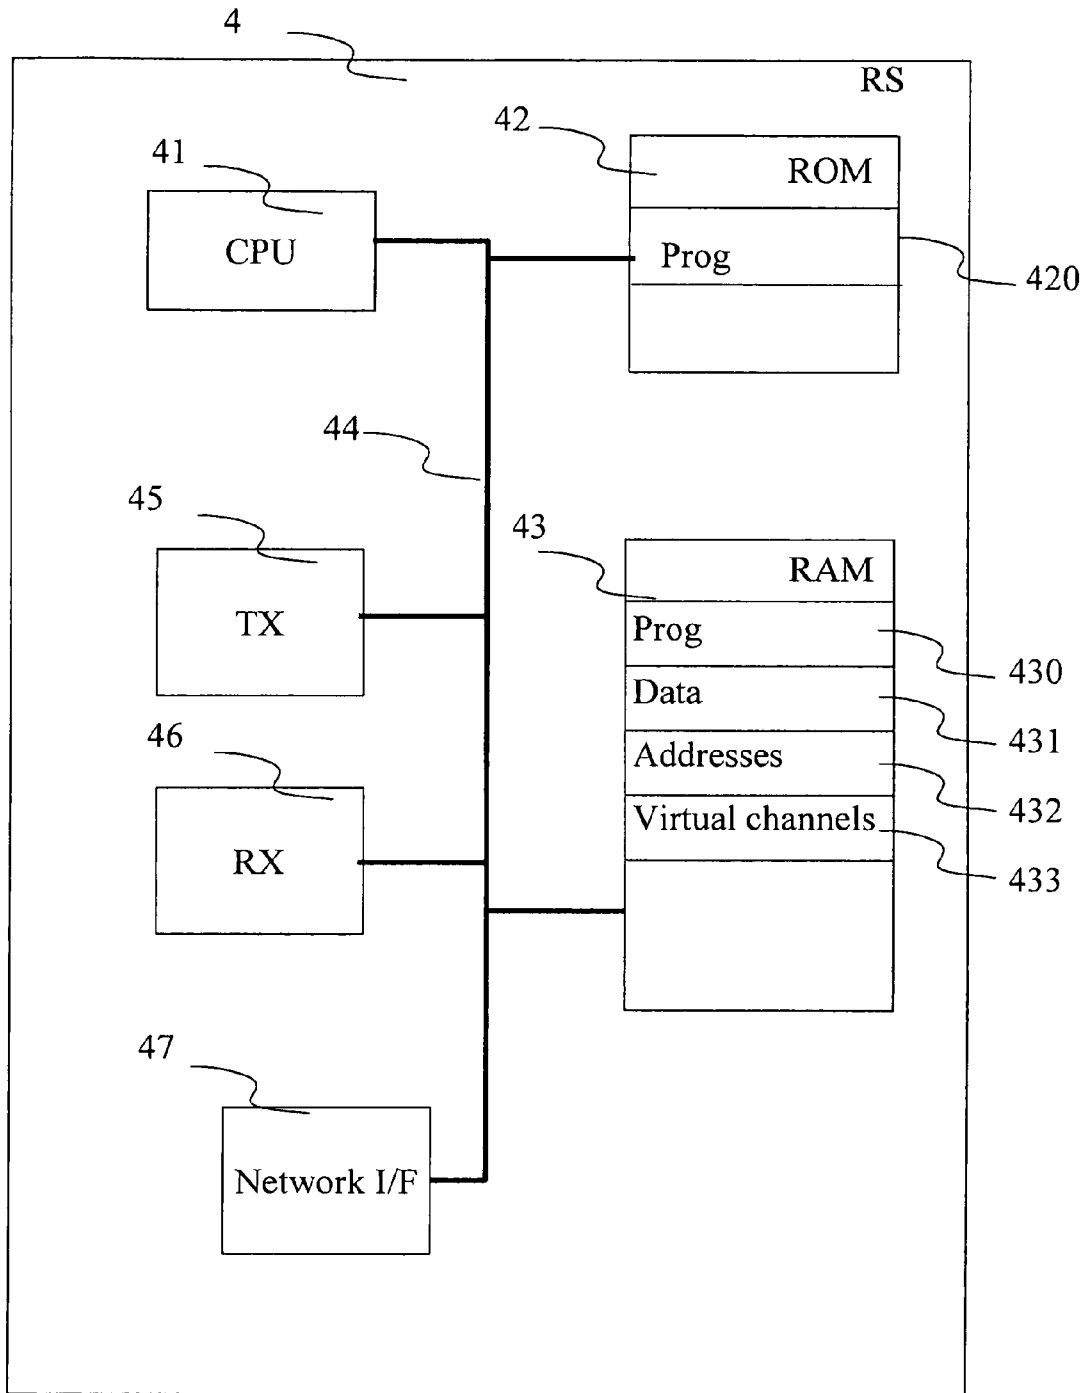 4
RS
41
CPU
42
ROM
Prog
420
44
45
TX
43
RAM
Prog
430
Data
431
Addresses
432
Virtual channels
433
46
RX
47
Network I/F